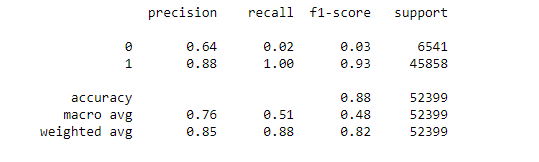 precision recall f1-score support
0 0.64 0.02 0.03 6541
1 0.88 1.00 0.93 45858
accuracy 0.88 52399
macro avg 0.76 0.51 0.48 52399
weighted avg 0.85 0.88 0.82 52399